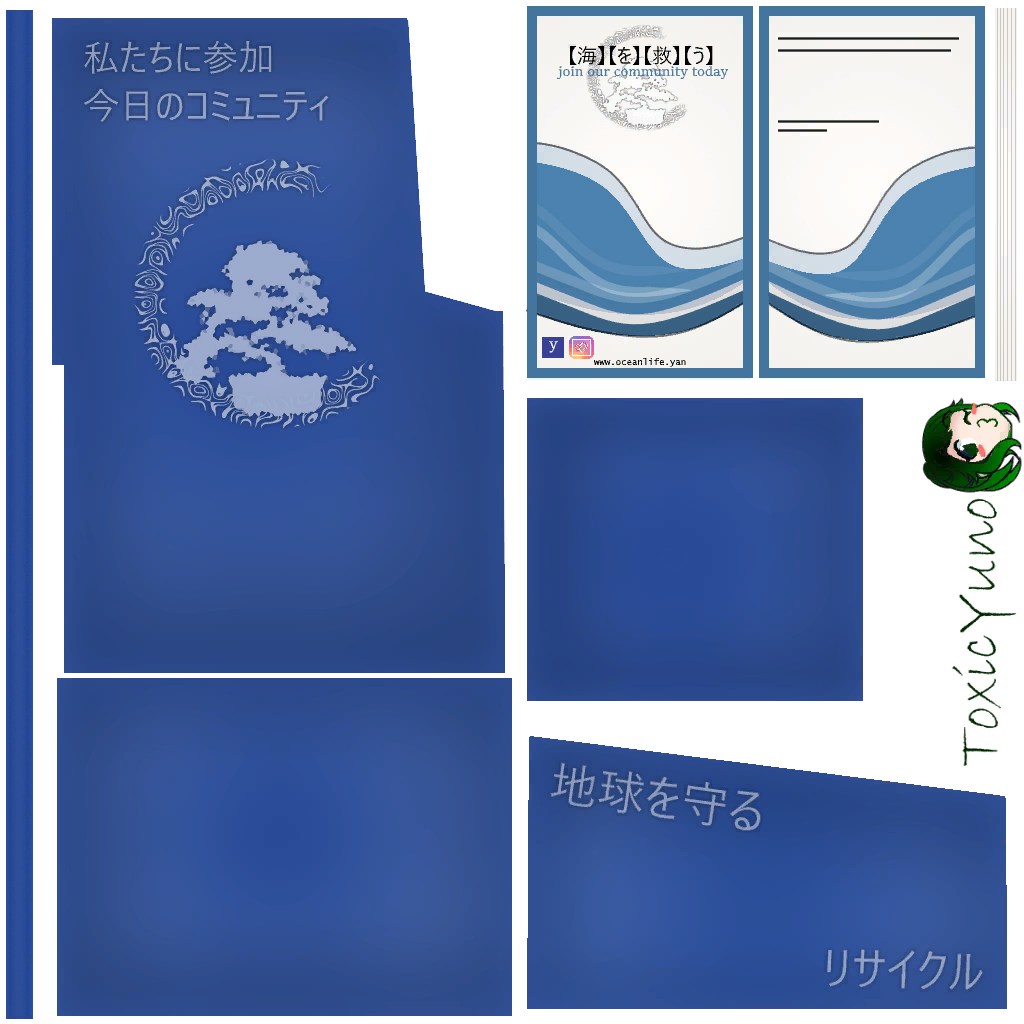 私たちに参加
今日のコミュニティ
【海】【を】【救】【う】
join our community today
y
www.oceanlife.yan
ToxicYuno
地球を守る
リサイクル